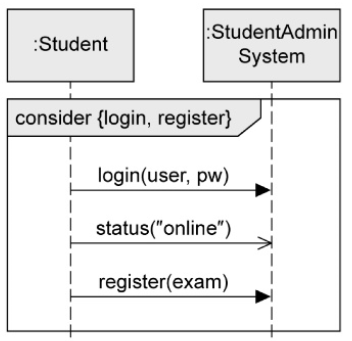 :Student
:StudentAdmin
System
consider {login, register}
login(user, pw)
status("online")
register(exam)